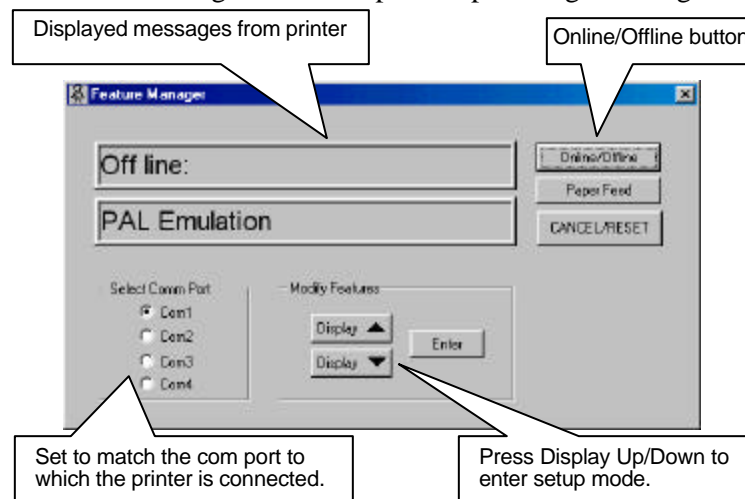 Displayed messages from printer
Online/Offline button
Feature Manager
Off line:
Online/Offline
Paper Feed
PAL Emulation
CANCEL/RESET
Select Comm Port
Modify Features
Com1
Com2
Com3
Com4
Display
Enter
Display
Set to match the com port to
which the printer is connected.
Press Display Up/Down to
enter setup mode.